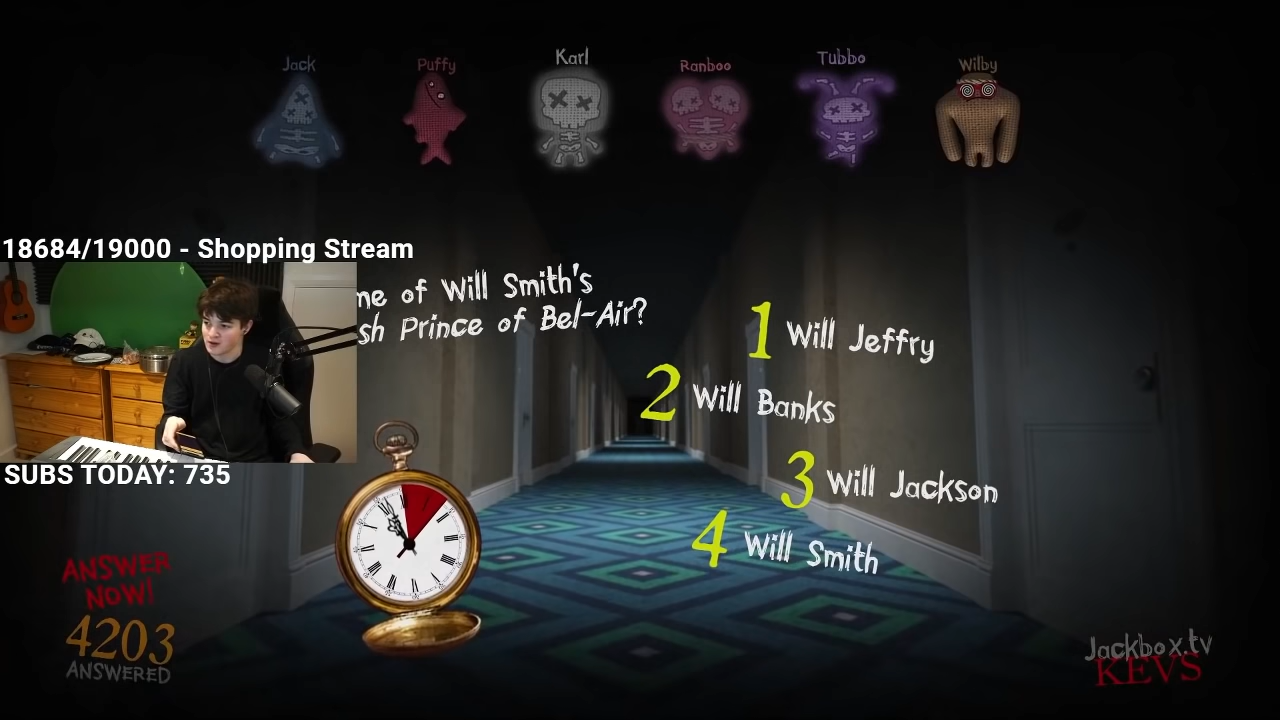 Jack
Puffy
Karl
Ranboo
Tubbo
Wilby
18684/19000 - Shopping Stream
of Will Smith's
Prince of Bel-Air?
1 Will Jeffry
2 Will Banks
3 Will Jackson
4 Will Smith
SUBS TODAY: 735
ANSWER
NOW!
4203
ANSWERED
Jackbox.tv
KEVS